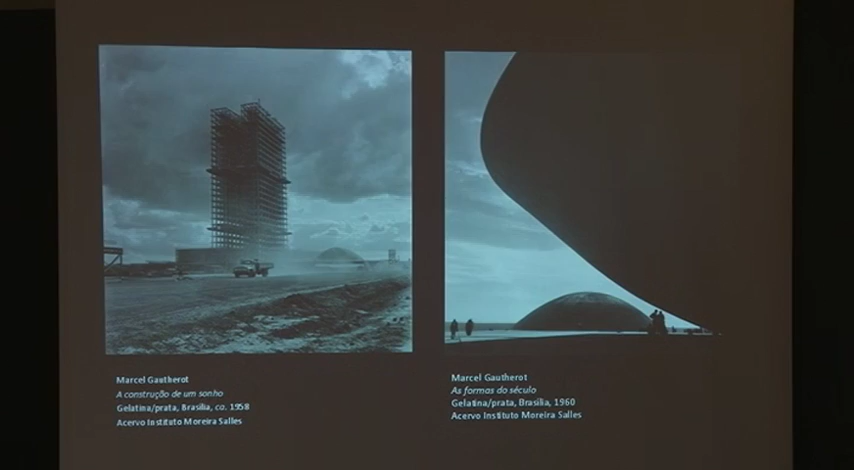 Marcel Gautherot
A construção de um sonho
Gelatina/prata, Brasília, ca. 1958
Acervo Instituto Moreira Salles
Marcel Gautherot
As formas do século
Gelatina/prata, Brasília, 1960
Acervo Instituto Moreira Salles